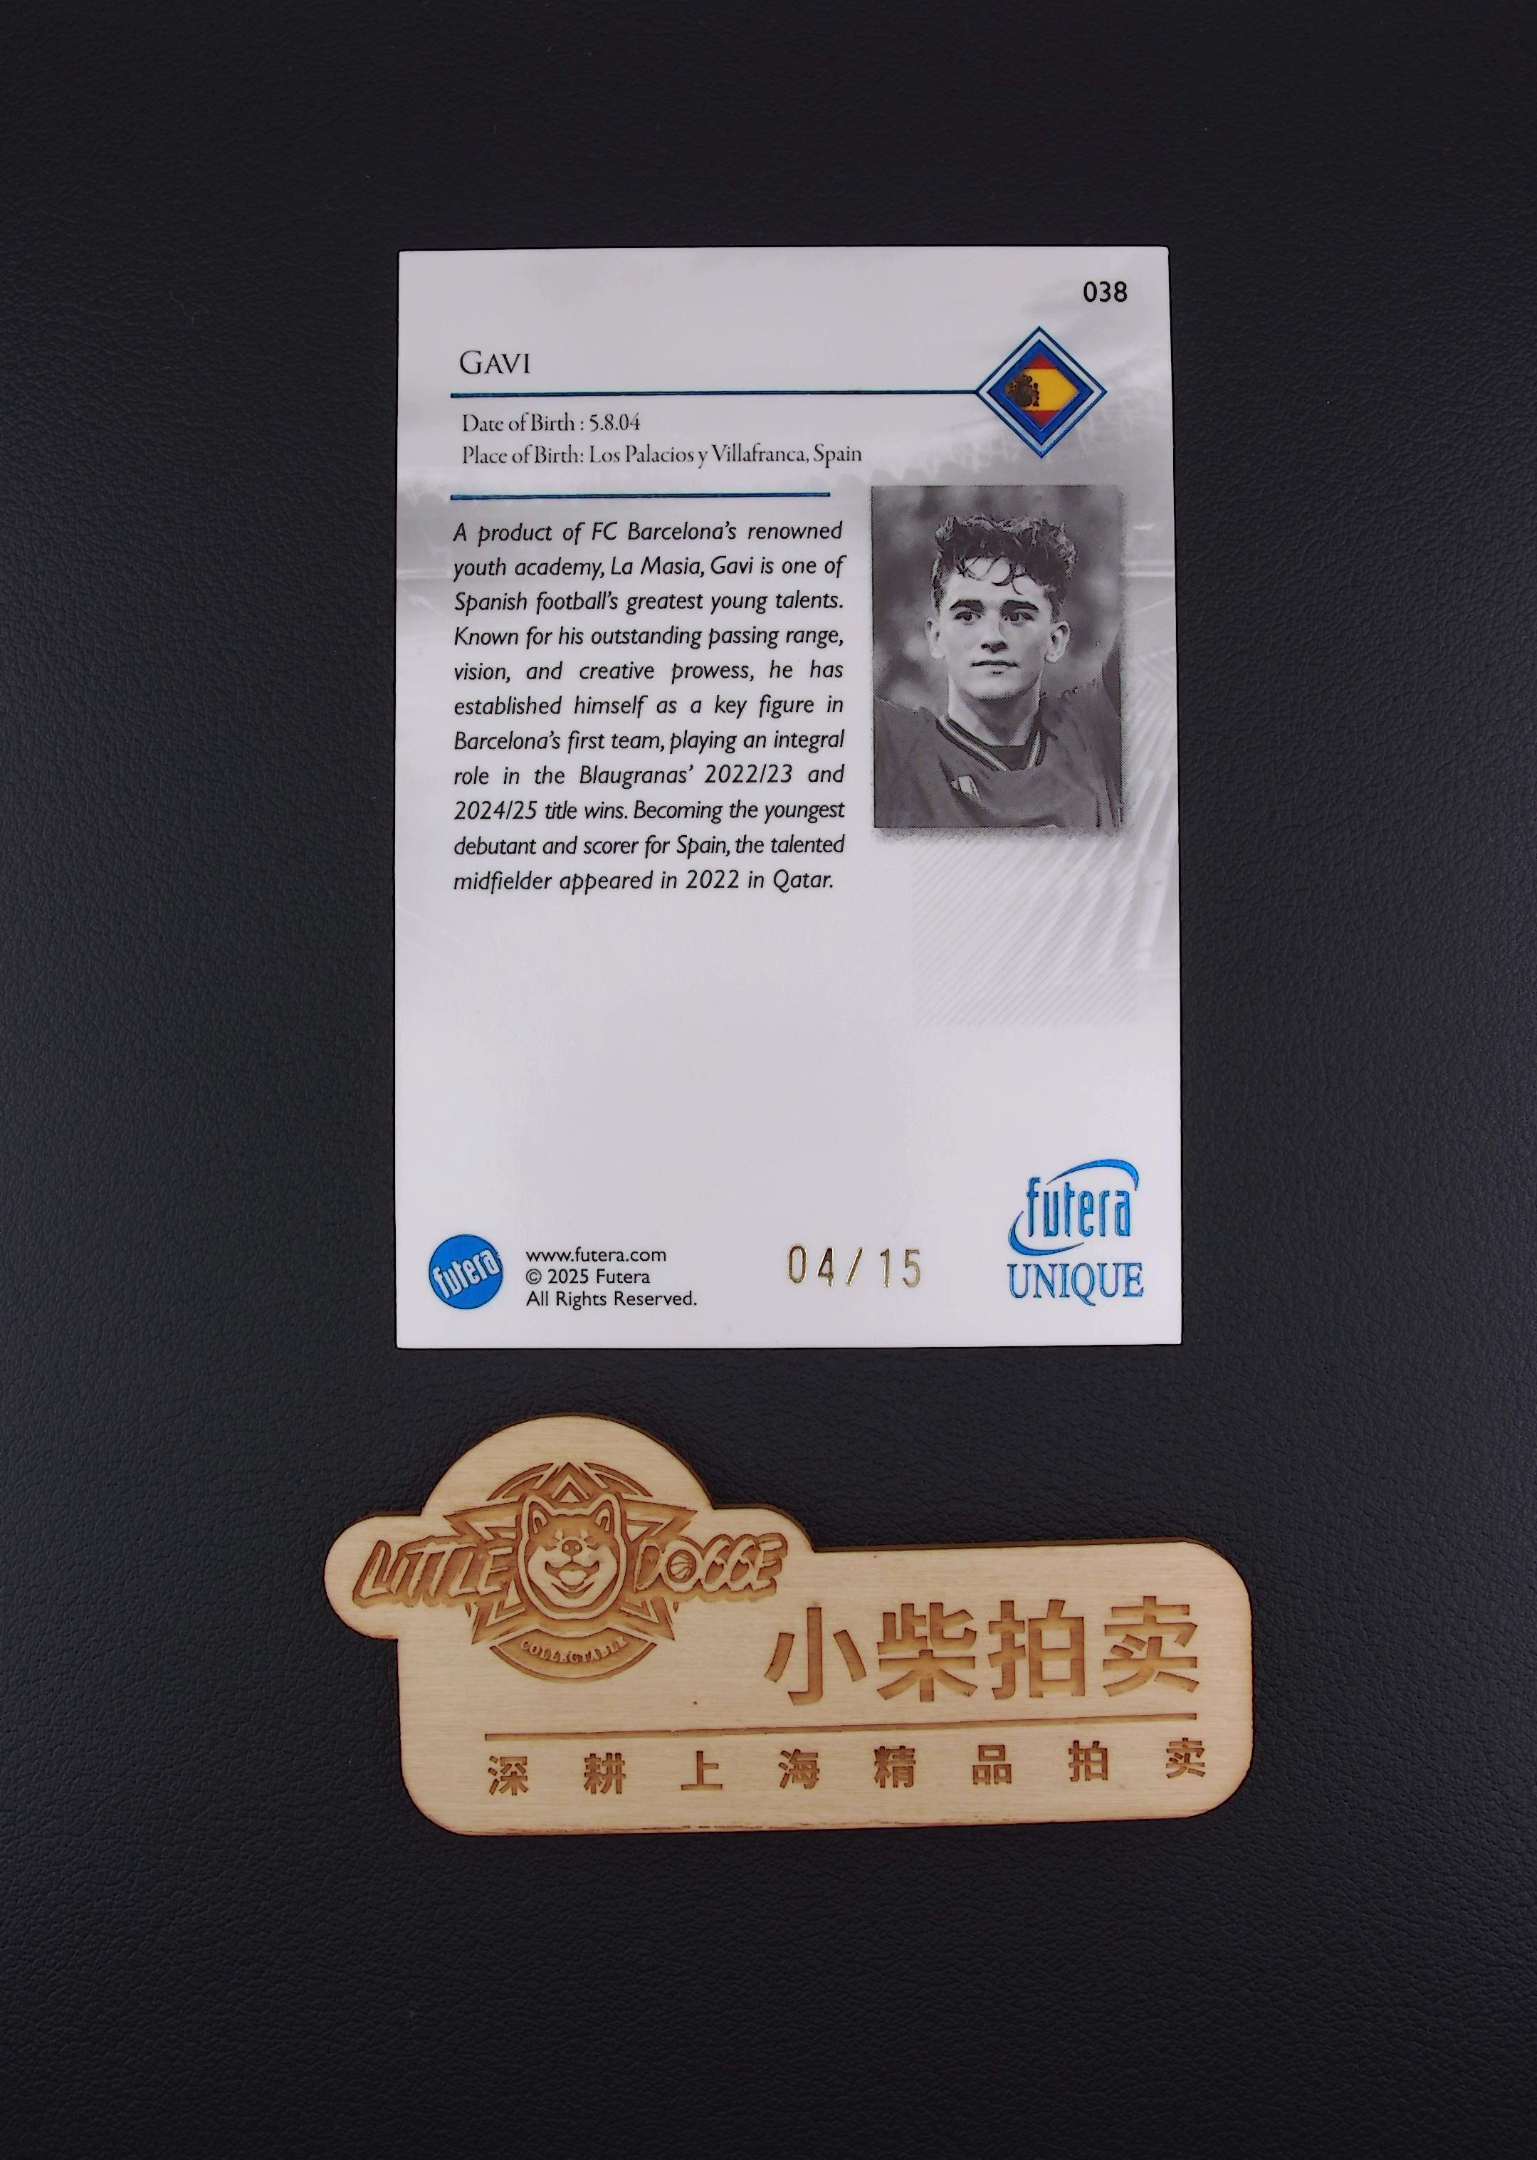 038
GAVI
Date of Birth : 5.8.04
Place of Birth: Los Palacios y Villafranca, Spain
A product of FC Barcelona's renowned
youth academy, La Masia, Gavi is one of
Spanish football's greatest young talents.
Known for his outstanding passing range,
vision, and creative prowess, he has
established himself as a key figure in
Barcelona's first team, playing an integral
role in the Blaugranas' 2022/23 and
2024/25 title wins. Becoming the youngest
debutant and scorer for Spain, the talented
midfielder appeared in 2022 in Qatar.
futera
www.futera.com
© 2025 Futera
All Rights Reserved.
04/15
futera
UNIQUE
LITTLE DOGGE
COLLECTABLE
小柴拍卖
深耕上海精品拍卖